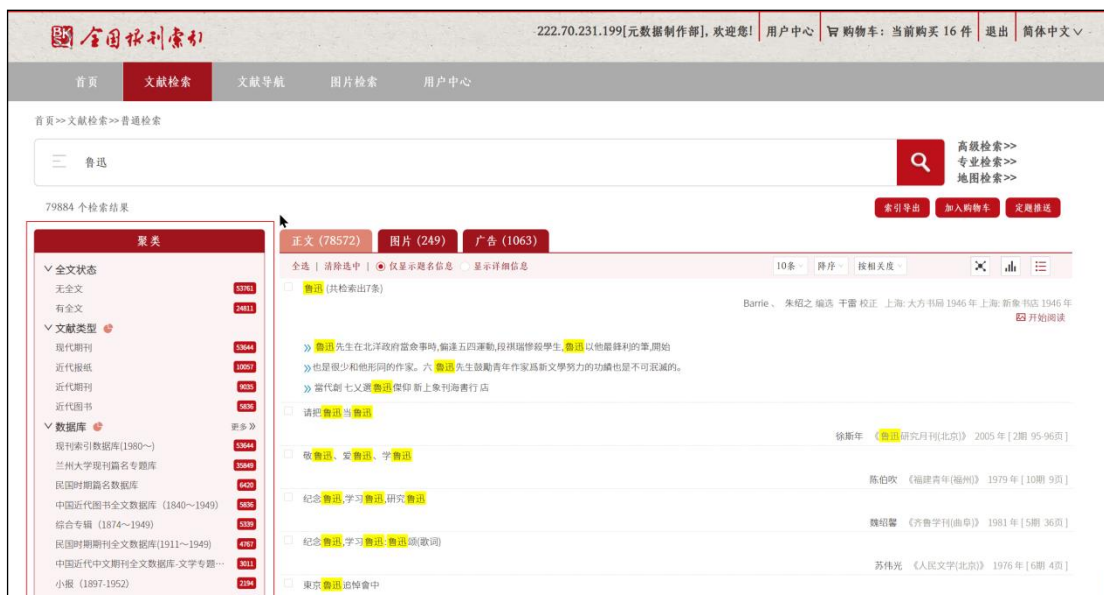 全国报刊索引
222.70.231.199[元数据制作部], 欢迎您! 用户中心 购物车: 当前购买 16 件 退出 简体中文
首页 文献检索 文献导航 图片检索 用户中心
首页>>文献检索>>普通检索
鲁迅
高级检索>>
专业检索>>
地图检索>>
79884 个检索结果
索引导出 加入购物车 定题推送
聚类
全文状态
无全文 53761
有全文 24811
文献类型
现代期刊 53644
近代报纸 10057
近代期刊 9035
近代图书 5836
数据库 更多》
现刊索引数据库(1980～) 53644
兰州大学现刊篇名专题库 35849
民国时期篇名数据库 6420
中国近代图书全文数据库 (1840～1949) 5836
综合专辑 (1874～1949) 5339
民国时期期刊全文数据库(1911～1949) 4767
中国近代中文期刊全文数据库-文学专题… 3011
小报 (1897-1952) 2194
正文 (78572) 图片 (249) 广告 (1063)
全选 | 清除选中 | 仅显示题名信息 显示详细信息 10条 降序 按相关度
鲁迅 (共检索出7条)
Barrie 、 朱绍之 编选 干雷 校正 上海: 大方书局 1946 年 上海: 新象书店 1946 年
开始阅读
» 鲁迅先生在北洋政府當僉事時,偏逢五四運動,段祺瑞慘殺學生,鲁迅以他最鋒利的筆,開始
»也是很少和他形同的作家。六 鲁迅先生鼓勵青年作家爲新文學努力的功績也是不可泯滅的。
» 當代創 七乂選鲁迅傑仰 新上象刊海書行 店
请把鲁迅当鲁迅
徐斯年 《鲁迅研究月刊(北京)》 2005 年 [ 2期 95-96页 ]
敬鲁迅、爱鲁迅、学鲁迅
陈伯吹 《福建青年(福州)》 1979 年 [ 10期 9页 ]
纪念鲁迅,学习鲁迅,研究鲁迅
魏绍馨 《齐鲁学刊(曲阜)》 1981 年 [ 5期 36页 ]
纪念鲁迅,学习鲁迅:鲁迅颂(歌词)
苏伟光 《人民文学(北京)》 1976 年 [ 6期 4页 ]
東京鲁迅追悼會中